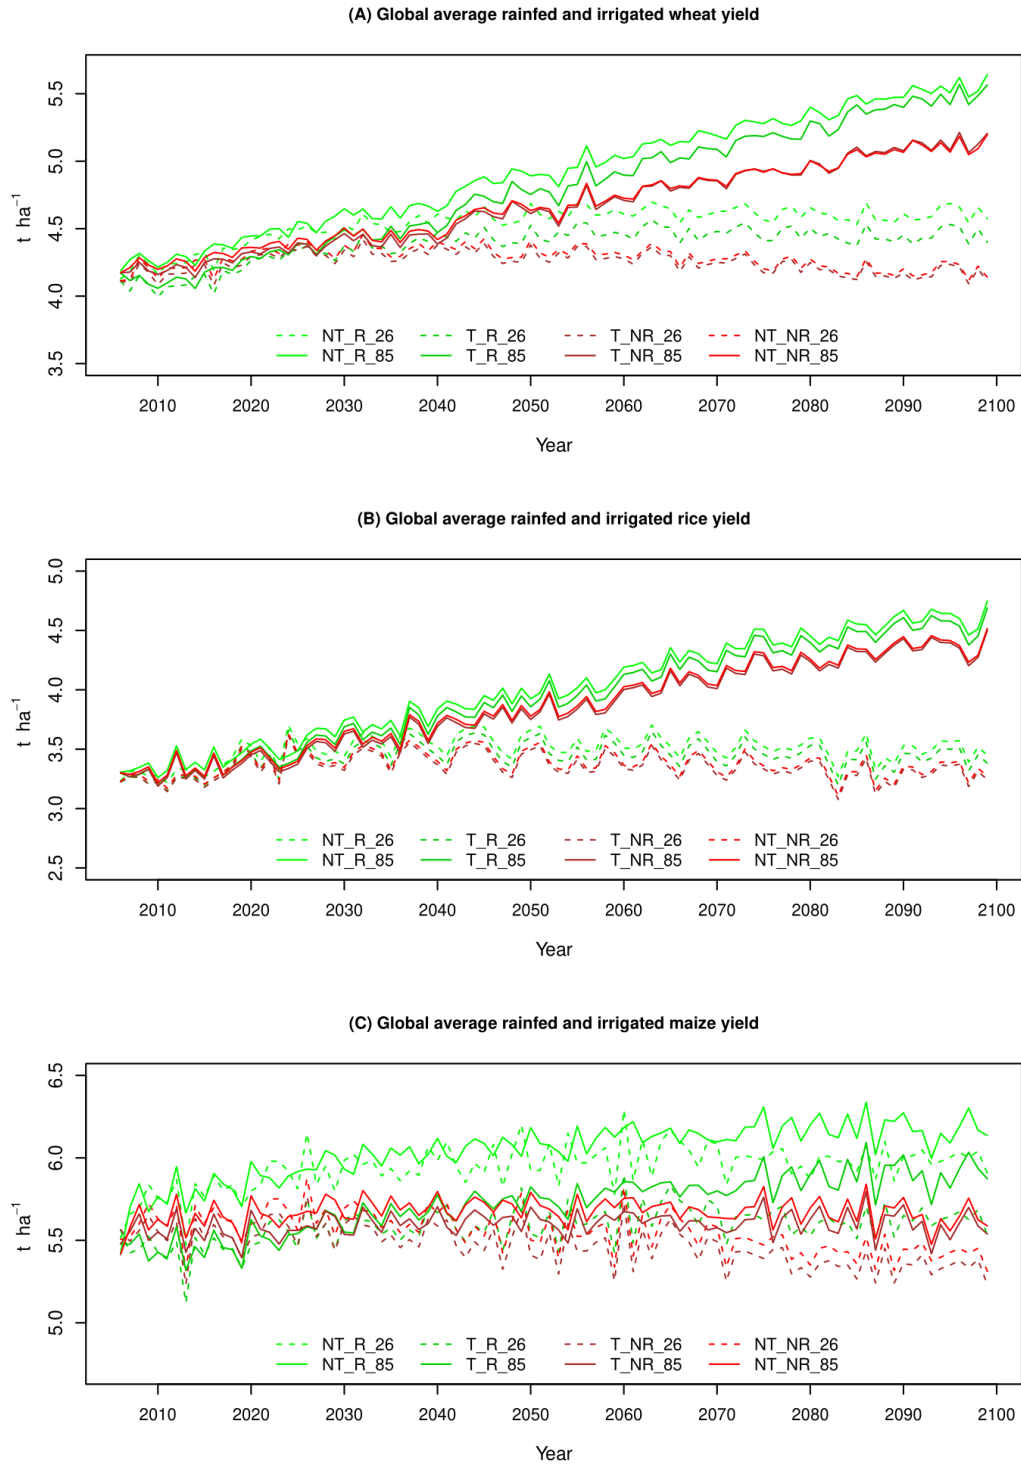 (A) Global average rainfed and irrigated wheat yield
5.5
5.0
4.5
4.0
3.5
t ha⁻¹
NT_R_26 T_R_26 T_NR_26 NT_NR_26
NT_R_85 T_R_85 T_NR_85 NT_NR_85
2010 2020 2030 2040 2050 2060 2070 2080 2090 2100
Year
(B) Global average rainfed and irrigated rice yield
5.0
4.5
4.0
3.5
3.0
2.5
t ha⁻¹
NT_R_26 T_R_26 T_NR_26 NT_NR_26
NT_R_85 T_R_85 T_NR_85 NT_NR_85
2010 2020 2030 2040 2050 2060 2070 2080 2090 2100
Year
(C) Global average rainfed and irrigated maize yield
6.5
6.0
5.5
5.0
t ha⁻¹
NT_R_26 T_R_26 T_NR_26 NT_NR_26
NT_R_85 T_R_85 T_NR_85 NT_NR_85
2010 2020 2030 2040 2050 2060 2070 2080 2090 2100
Year